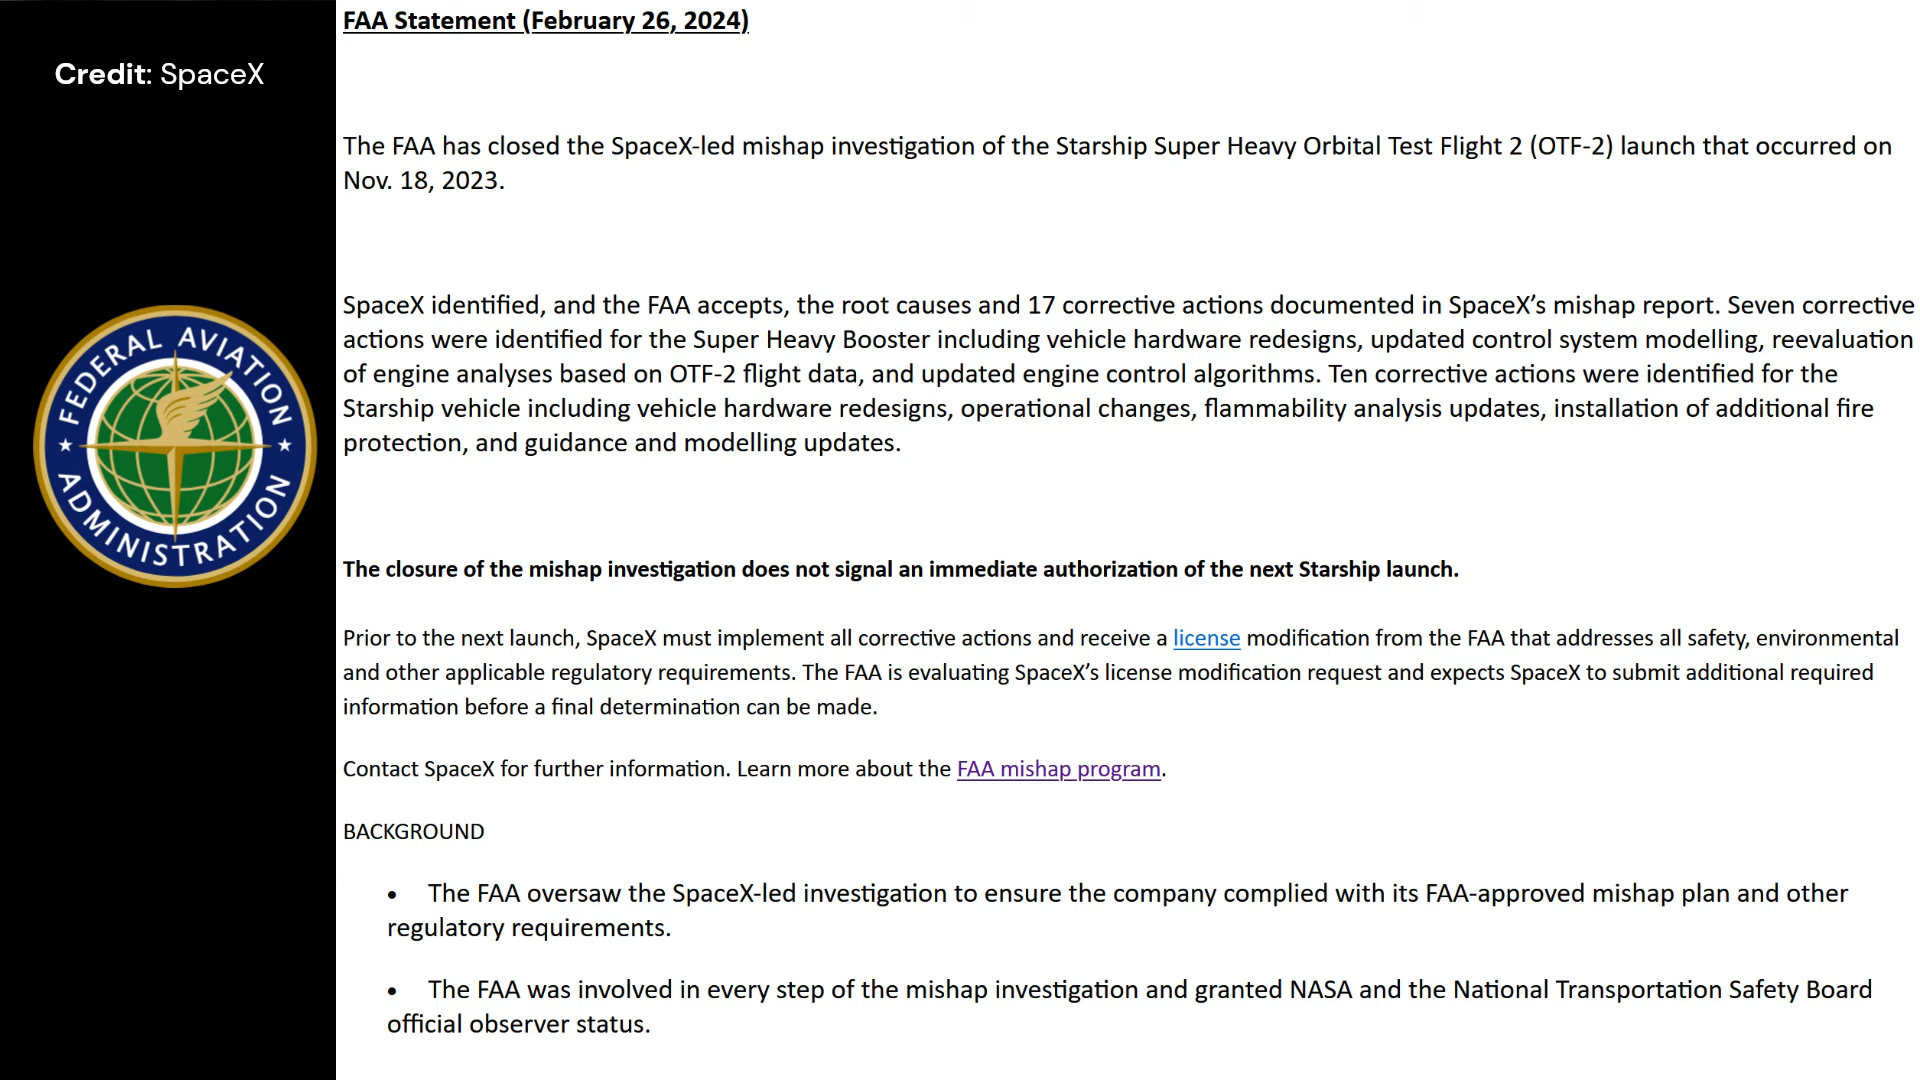 FAA Statement (February 26, 2024)
Credit: SpaceX
The FAA has closed the SpaceX-led mishap investigation of the Starship Super Heavy Orbital Test Flight 2 (OTF-2) launch that occurred on
Nov. 18, 2023.
SpaceX identified, and the FAA accepts, the root causes and 17 corrective actions documented in SpaceX’s mishap report. Seven corrective
actions were identified for the Super Heavy Booster including vehicle hardware redesigns, updated control system modelling, reevaluation
of engine analyses based on OTF-2 flight data, and updated engine control algorithms. Ten corrective actions were identified for the
Starship vehicle including vehicle hardware redesigns, operational changes, flammability analysis updates, installation of additional fire
protection, and guidance and modelling updates.
FEDERAL AVIATION
ADMINISTRATION
The closure of the mishap investigation does not signal an immediate authorization of the next Starship launch.
Prior to the next launch, SpaceX must implement all corrective actions and receive a license modification from the FAA that addresses all safety, environmental
and other applicable regulatory requirements. The FAA is evaluating SpaceX’s license modification request and expects SpaceX to submit additional required
information before a final determination can be made.
Contact SpaceX for further information. Learn more about the FAA mishap program.
BACKGROUND
• The FAA oversaw the SpaceX-led investigation to ensure the company complied with its FAA-approved mishap plan and other
regulatory requirements.
• The FAA was involved in every step of the mishap investigation and granted NASA and the National Transportation Safety Board
official observer status.